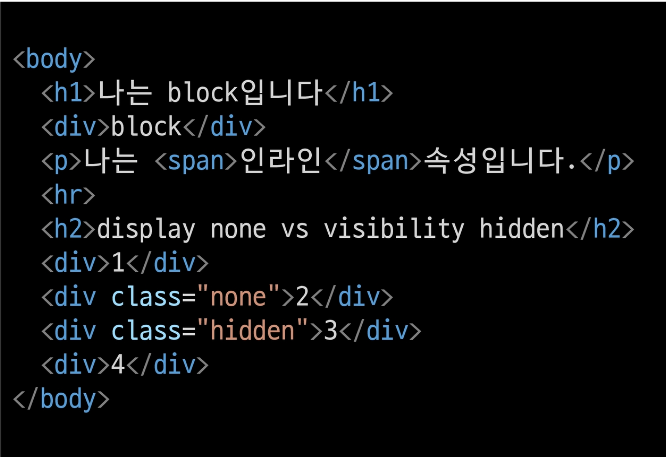 <body>
<h1>나는 block입니다</h1>
<div>block</div>
<p>나는 <span>인라인</span>속성입니다.</p>
<hr>
<h2>display none vs visibility hidden</h2>
<div>1</div>
<div class="none">2</div>
<div class="hidden">3</div>
<div>4</div>
</body>